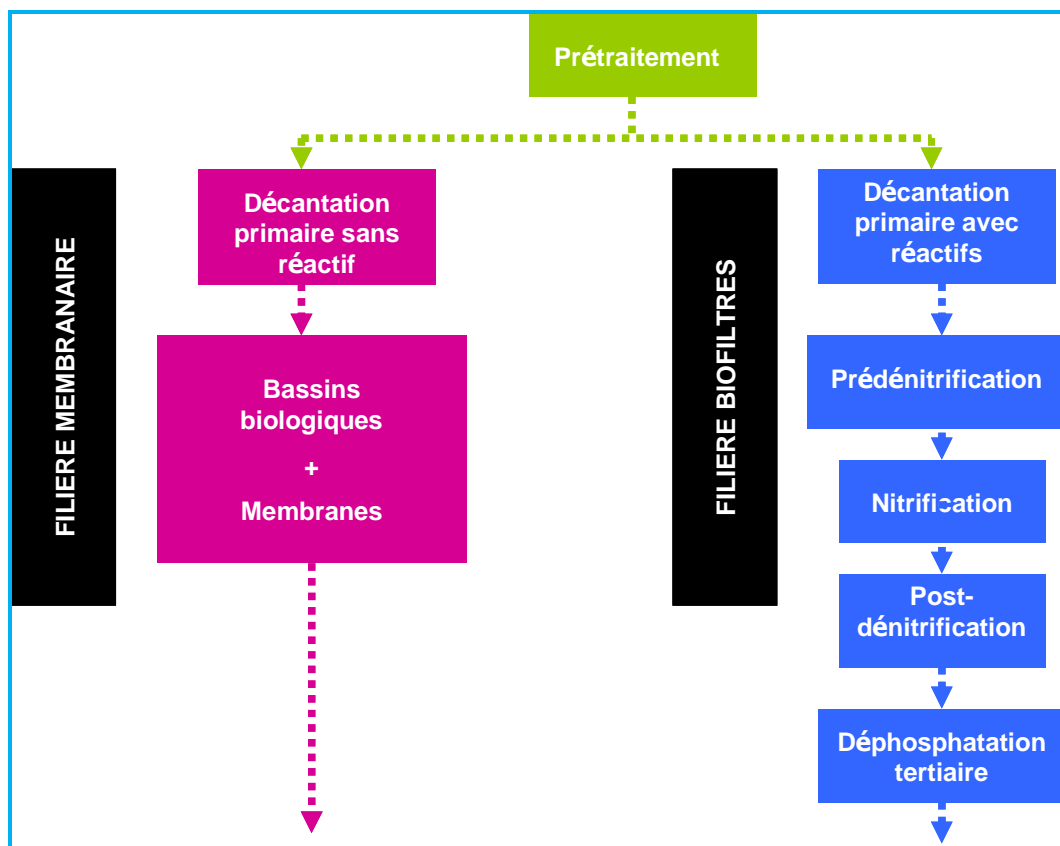 Prétraitement
FILIERE MEMBRANAIRE
Décantation
primaire sans
réactif
Bassins
biologiques
+
Membranes
FILIERE BIOFILTRES
Décantation
primaire avec
réactifs
Prédénitrification
Nitrification
Post-
dénitrification
Déphosphatation
tertiaire